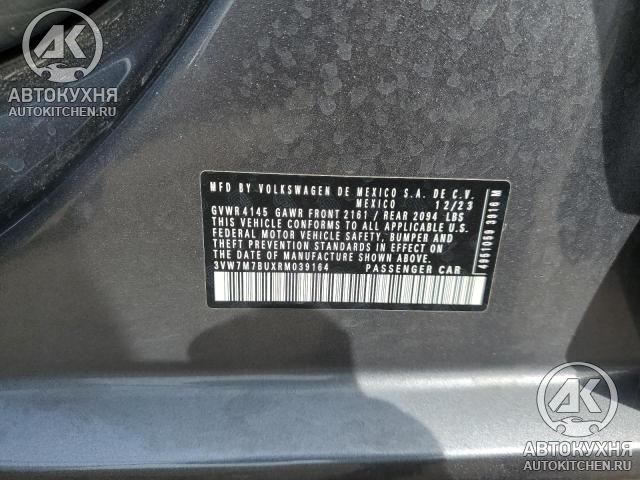 AK
АВТОКУХНЯ
AUTOKITCHEN.RU
MFD BY VOLKSWAGEN DE MEXICO S.A. DE C.V.
MEXICO 12/23
GVWR 4145 GAWR FRONT 2161 / REAR 2094 LBS
THIS VEHICLE CONFORMS TO ALL APPLICABLE U.S.
FEDERAL MOTOR VEHICLE SAFETY, BUMPER AND
THEFT PREVENTION STANDARDS IN EFFECT ON
THE DATE OF MANUFACTURE SHOWN ABOVE.
3VW7M7BUXRM039164 PASSENGER CAR
AK
АВТОКУХНЯ
AUTOKITCHEN.RU